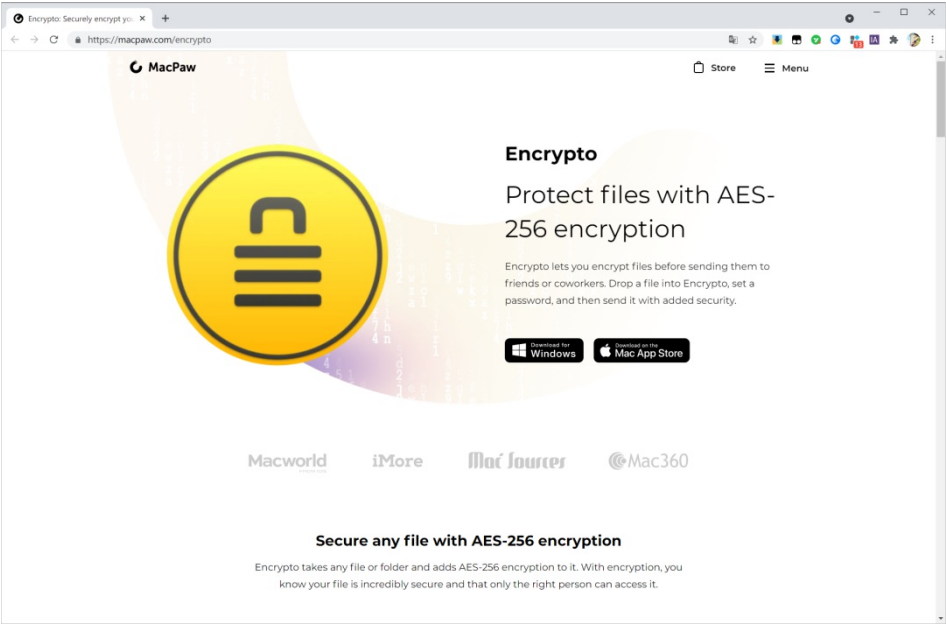 Encrypto: Securely encrypt you
https://macpaw.com/encrypto
13
IA
MacPaw
Store
Menu
Encrypto
Protect files with AES-
256 encryption
Encrypto lets you encrypt files before sending them to
friends or coworkers. Drop a file into Encrypto, set a
password, and then send it with added security.
Download for
Windows
Download on the
Mac App Store
Macworld
iMore
Mac Sources
Mac360
Secure any file with AES-256 encryption
Encrypto takes any file or folder and adds AES-256 encryption to it. With encryption, you
know your file is incredibly secure and that only the right person can access it.